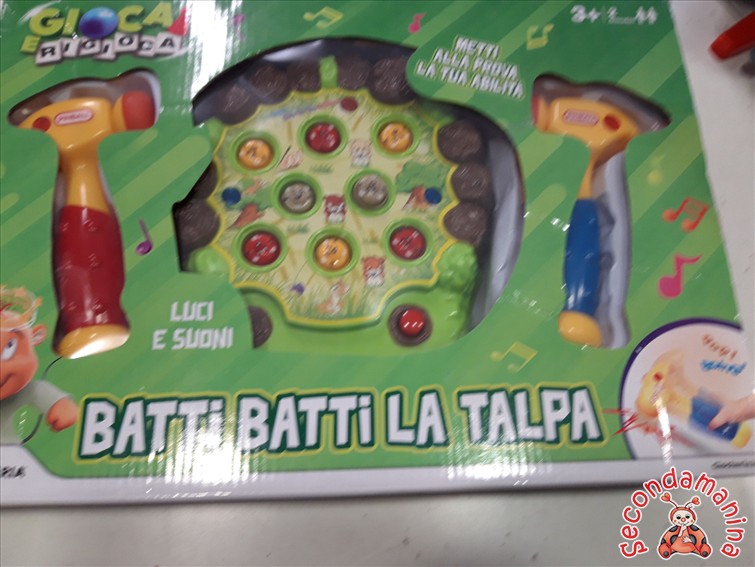 GIOCA
E RIGIOCA
3+
METTI
ALLA PROVA
LA TUA ABILITÀ
LUCI
E SUONI
BATTi BATTi LA TALPA
Secondamanina